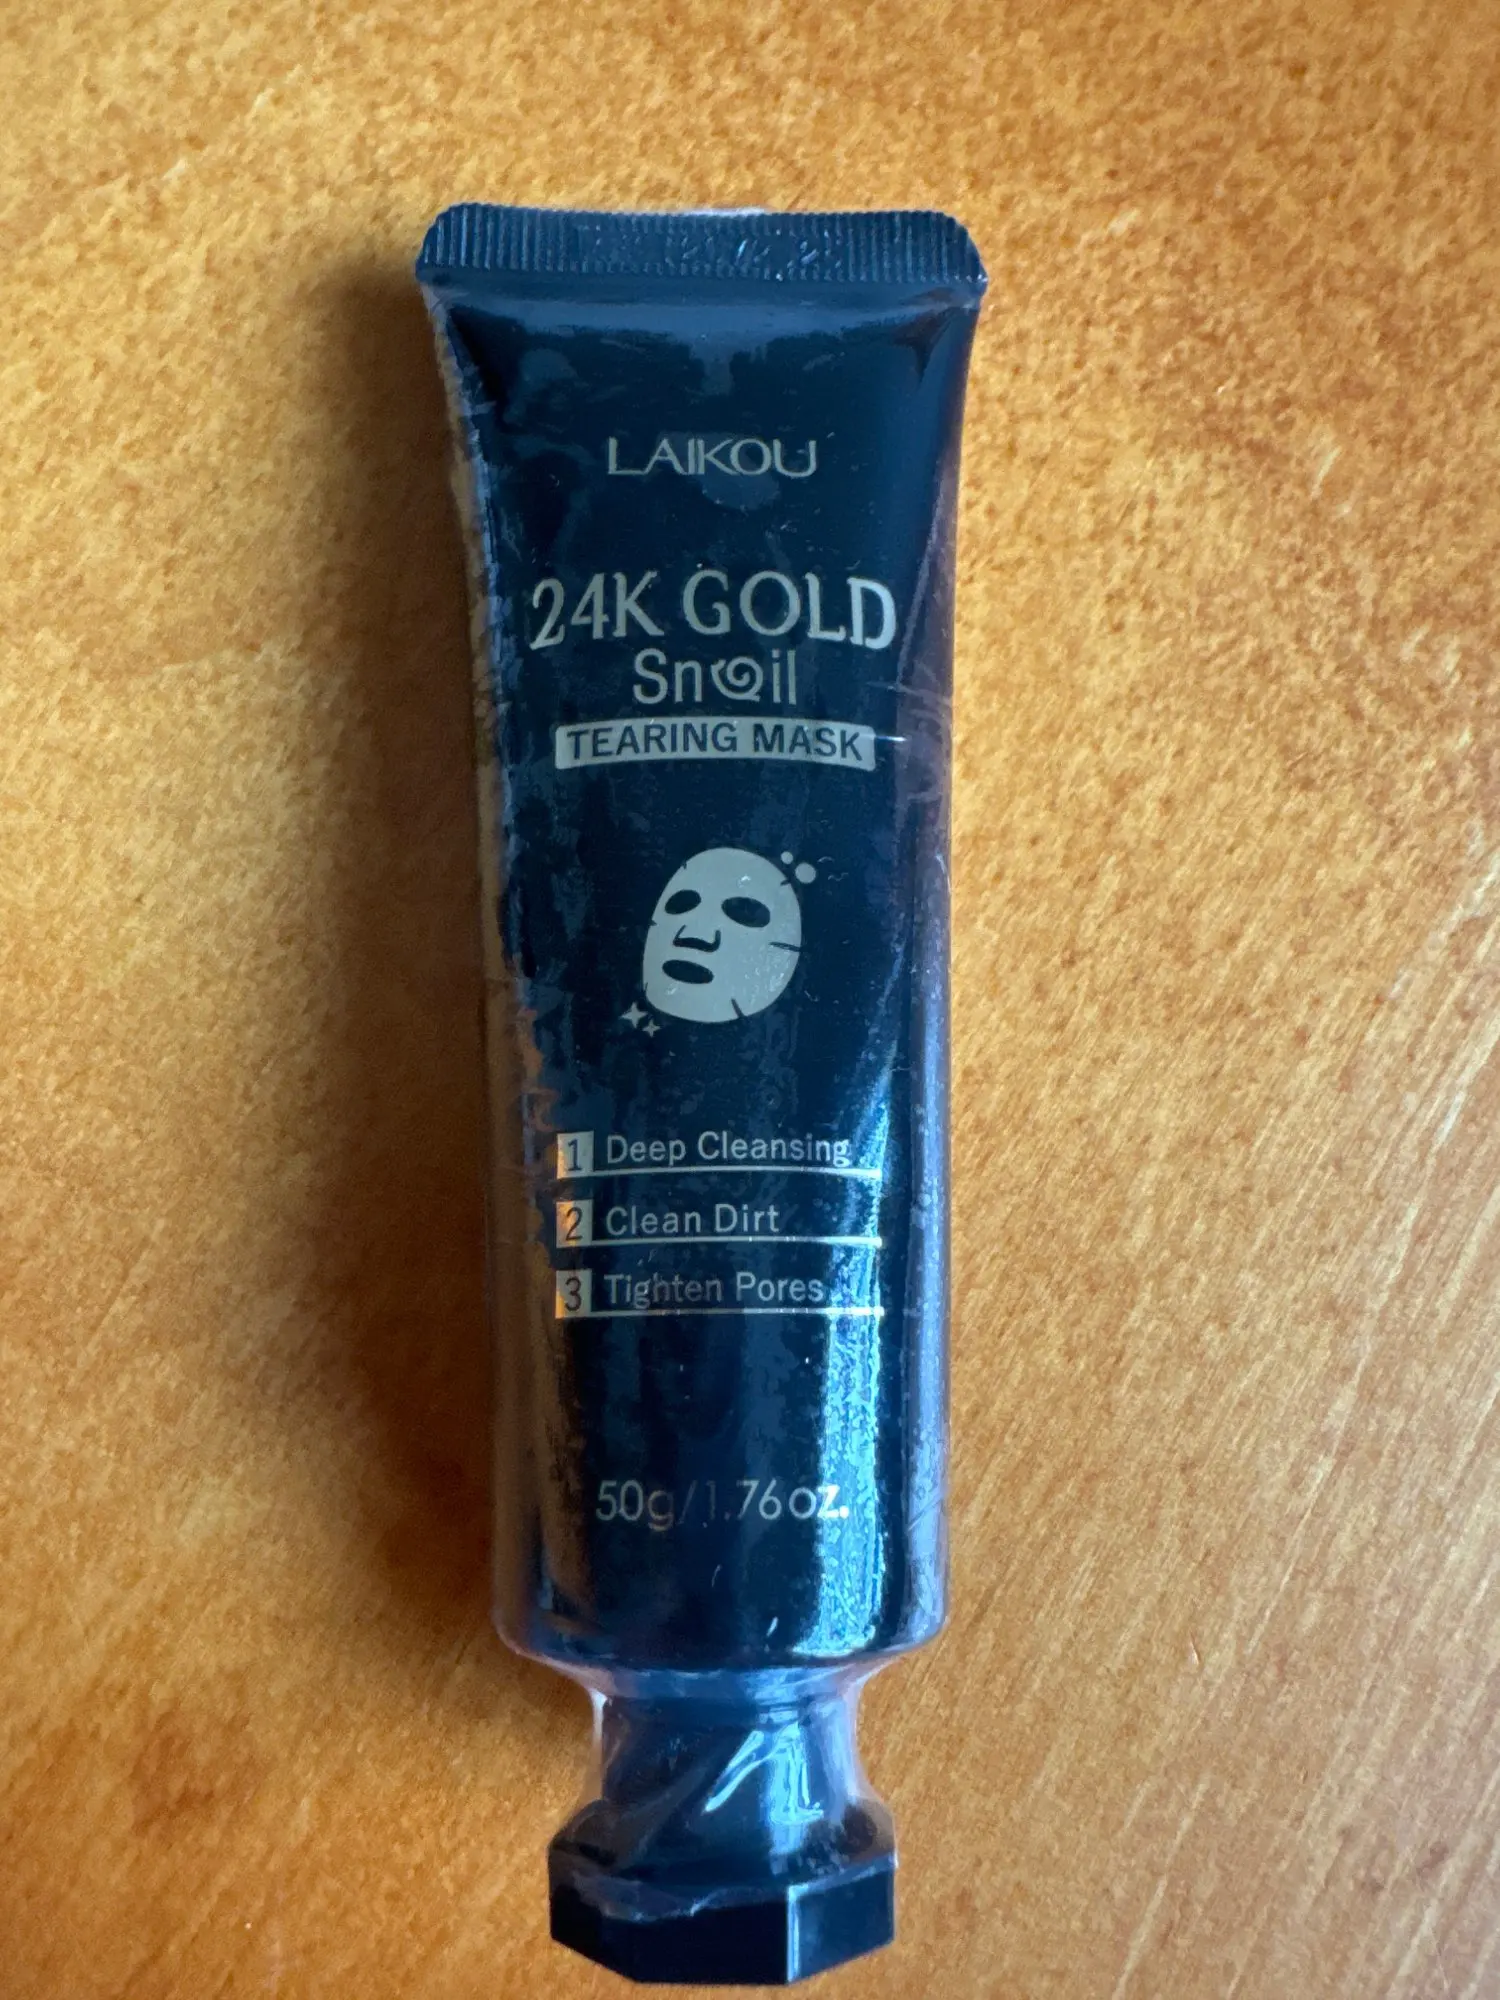 LAIKOU
24K GOLD
Snail
TEARING MASK
1 Deep Cleansing
2 Clean Dirt
3 Tighten Pores
50g/1.76oz.